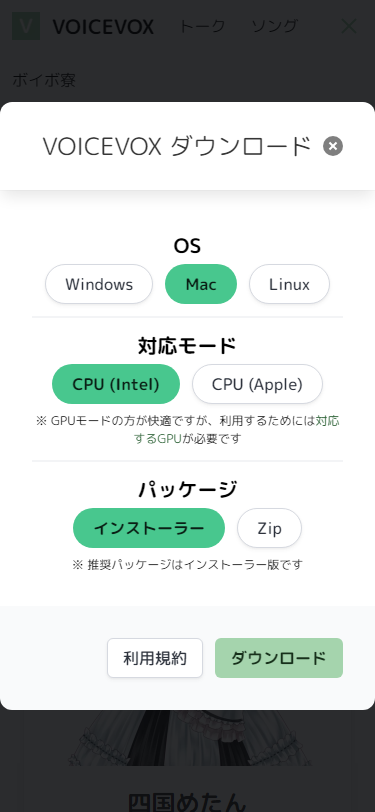 V VOICEVOX トーク ソング
ボイボ寮
VOICEVOX ダウンロード
OS
Windows Mac Linux
対応モード
CPU (Intel) CPU (Apple)
※ GPUモードの方が快適ですが、利用するためには対応
するGPUが必要です
パッケージ
インストーラー Zip
※ 推奨パッケージはインストーラー版です
利用規約 ダウンロード
四国めたん